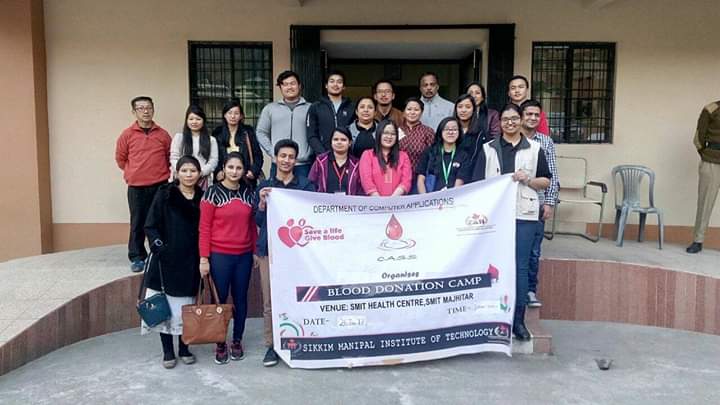 DEPARTMENT OF COMPUTER APPLICATIONS
Save a life
Give Blood
C.A.S.S
Organises
BLOOD DONATION CAMP
VENUE: SMIT HEALTH CENTRE, SMIT MAJHITAR
DATE-
TIME-
SIKKIM MANIPAL INSTITUTE OF TECHNOLOGY